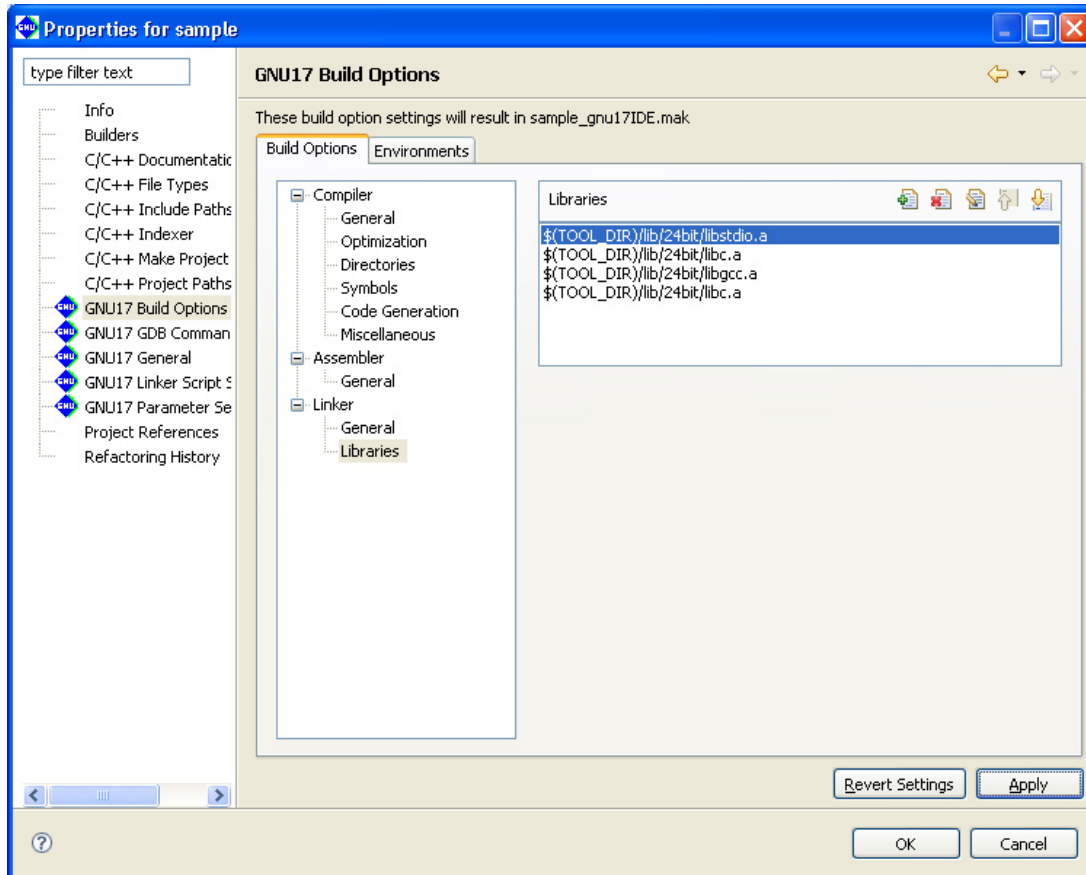 Properties for sample
type filter text
Info
Builders
C/C++ Documentatic
C/C++ File Types
C/C++ Include Paths
C/C++ Indexer
C/C++ Make Project
C/C++ Project Paths
GNU17 Build Options
GNU17 GDB Comman
GNU17 General
GNU17 Linker Script S
GNU17 Parameter Se
Project References
Refactoring History
GNU17 Build Options
These build option settings will result in sample_gnu17IDE.mak
Build Options
Environments
Compiler
General
Optimization
Directories
Symbols
Code Generation
Miscellaneous
Assembler
General
Linker
General
Libraries
Libraries
$(TOOL_DIR)/lib/24bit/libstdio.a
$(TOOL_DIR)/lib/24bit/libc.a
$(TOOL_DIR)/lib/24bit/libgcc.a
$(TOOL_DIR)/lib/24bit/libc.a
Revert Settings
Apply
OK
Cancel